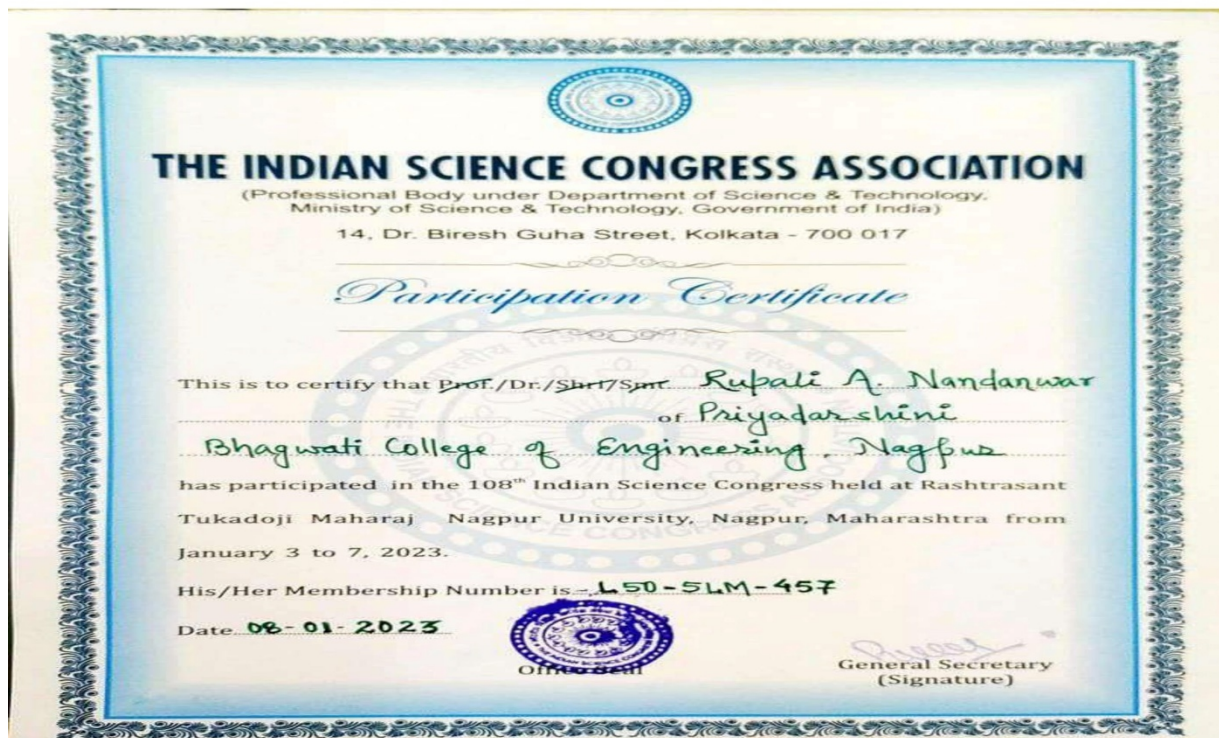 THE INDIAN SCIENCE CONGRESS ASSOCIATION
(Professional Body under Department of Science & Technology,
Ministry of Science & Technology, Government of India)
14, Dr. Biresh Guha Street, Kolkata - 700 017
Participation Certificate
This is to certify that Prof./Dr./Shri/Smt Rupali A. Nandanwar
of Priyadarshini
Bhagwati College of Engineering, Nagpur
has participated in the 108th Indian Science Congress held at Rashtrasant
Tukadoji Maharaj Nagpur University, Nagpur, Maharashtra from
January 3 to 7, 2023.
His/Her Membership Number is - L50-SLM-457
Date 08-01-2023
Office Seal
General Secretary
(Signature)